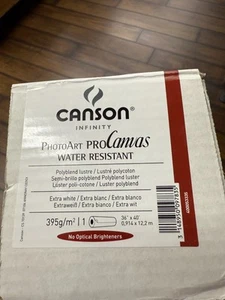 CANSON
INFINITY
PHOTOART PROCanvas
WATER RESISTANT
Polyblend lustre / Lustré polycoton
Semi-brillo polyblend Polyblend luster
Lüster poli-cotone / Luster polyblend
Extra white / Extra blanc / Extra blanco
Extraweiß / Extra bianco / Extra wit
395g/m² | 1
36" x 40'
0,914 x 12,2 m
No Optical Brighteners